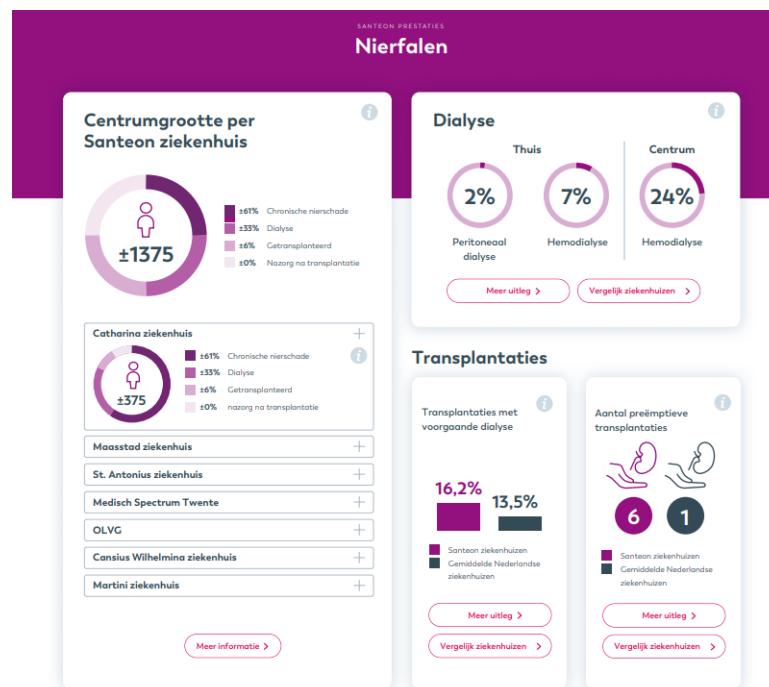 SANTEON PRESTATIES
Nierfalen
Centrumgrootte per
Santeon ziekenhuis
±1375
±61% Chronische nierschade
±33% Dialyse
±6% Getransplanteerd
±0% Nazorg na transplantatie
Catharina ziekenhuis
±375
±61% Chronische nierschade
±33% Dialyse
±6% Getransplanteerd
±0% nazorg na transplantatie
Maasstad ziekenhuis
St. Antonius ziekenhuis
Medisch Spectrum Twente
OLVG
Cansius Wilhelmina ziekenhuis
Martini ziekenhuis
Meer informatie
Dialyse
Thuis
Centrum
2%
7%
24%
Peritoneaal
dialyse
Hemodialyse
Hemodialyse
Meer uitleg
Vergelijk ziekenhuizen
Transplantaties
Transplantaties met
voorgaande dialyse
16,2%
13,5%
Santeon ziekenhuizen
Gemiddelde Nederlandse
ziekenhuizen
Meer uitleg
Vergelijk ziekenhuizen
Aantal preëmptieve
transplantaties
6
1
Santeon ziekenhuizen
Gemiddelde Nederlandse
ziekenhuizen
Meer uitleg
Vergelijk ziekenhuizen